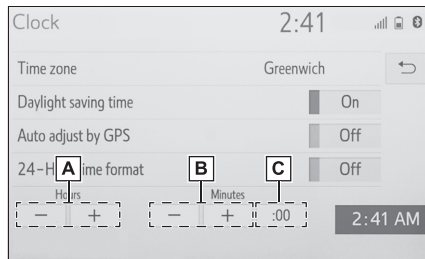 Clock 2:41
Time zone Greenwich
Daylight saving time On
Auto adjust by GPS Off
24-H ime format Off
A B C
Hours Minutes
- + - + :00 2:41 AM